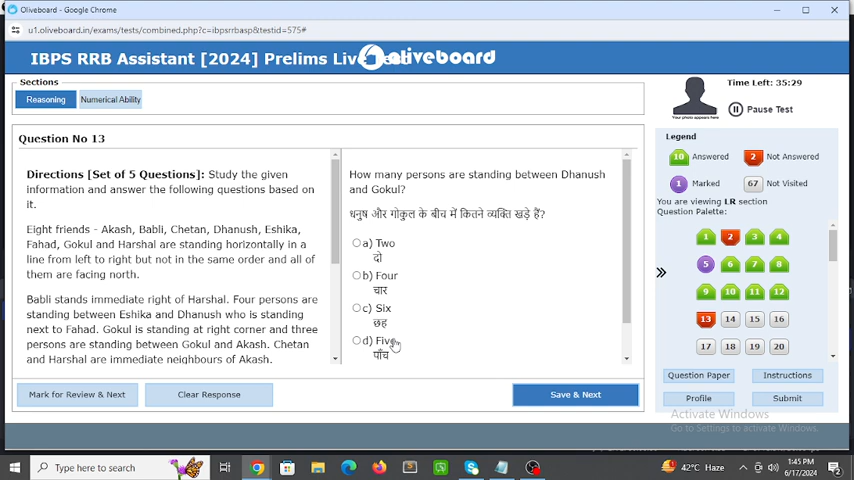 Oliveboard - Google Chrome
u1.oliveboard.in/exams/tests/combined.php?c=ibpsrrbasp&testid=575#
IBPS RRB Assistant [2024] Prelims Live
oliveboard
Sections
Reasoning Numerical Ability
Time Left: 35:29
Pause Test
Your photo appears here
Question No 13
Legend
10 Answered 2 Not Answered
1 Marked 67 Not Visited
You are viewing LR section
Question Palette:
1 2 3 4
5 6 7 8
9 10 11 12
13 14 15 16
17 18 19 20
Directions [Set of 5 Questions]: Study the given
information and answer the following questions based on
it.
Eight friends - Akash, Babli, Chetan, Dhanush, Eshika,
Fahad, Gokul and Harshal are standing horizontally in a
line from left to right but not in the same order and all of
them are facing north.
Babli stands immediate right of Harshal. Four persons are
standing between Eshika and Dhanush who is standing
next to Fahad. Gokul is standing at right corner and three
persons are standing between Gokul and Akash. Chetan
and Harshal are immediate neighbours of Akash.
How many persons are standing between Dhanush
and Gokul?
धनुष और गोकुल के बीच में कितने व्यक्ति खड़े हैं?
a) Two
दो
b) Four
चार
c) Six
छह
d) Five
पाँच
Mark for Review & Next Clear Response Save & Next
Question Paper Instructions
Profile Submit
Activate Windows
Go to Settings to activate Windows.
Type here to search
42°C Haze
1:45 PM
6/17/2024
2